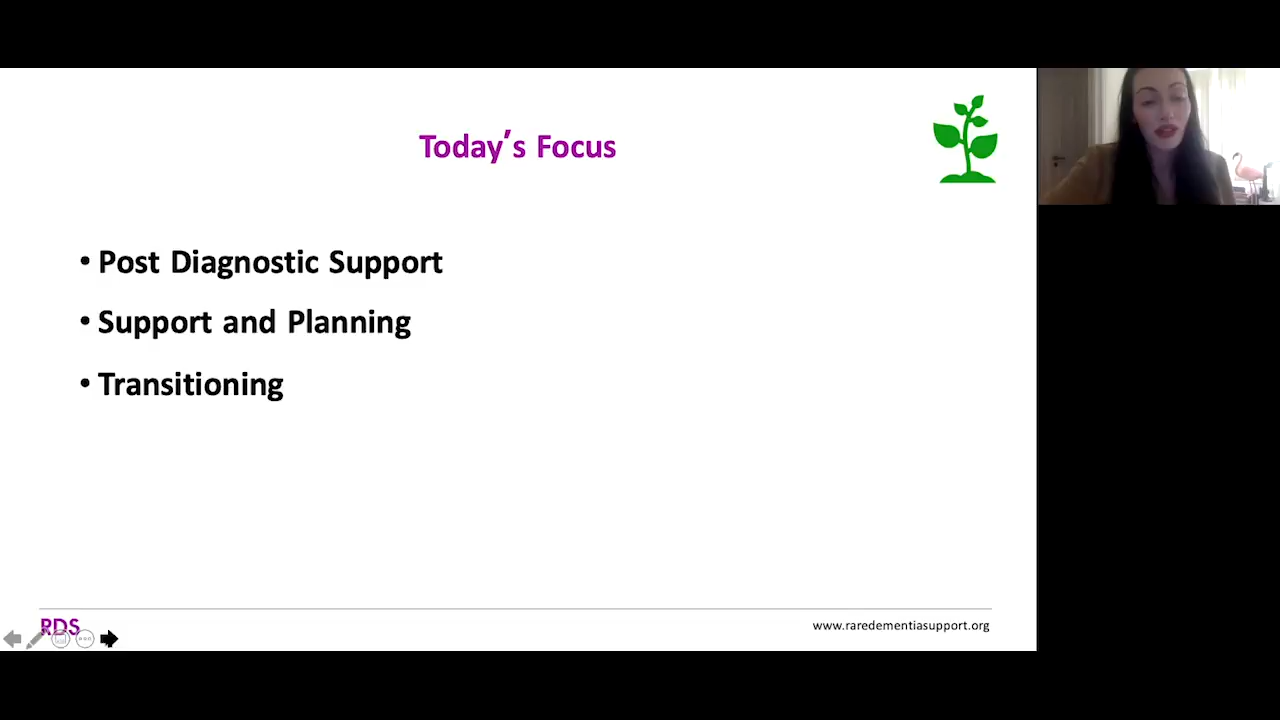 Today’s Focus
• Post Diagnostic Support
• Support and Planning
• Transitioning
RDS
www.raredementiasupport.org